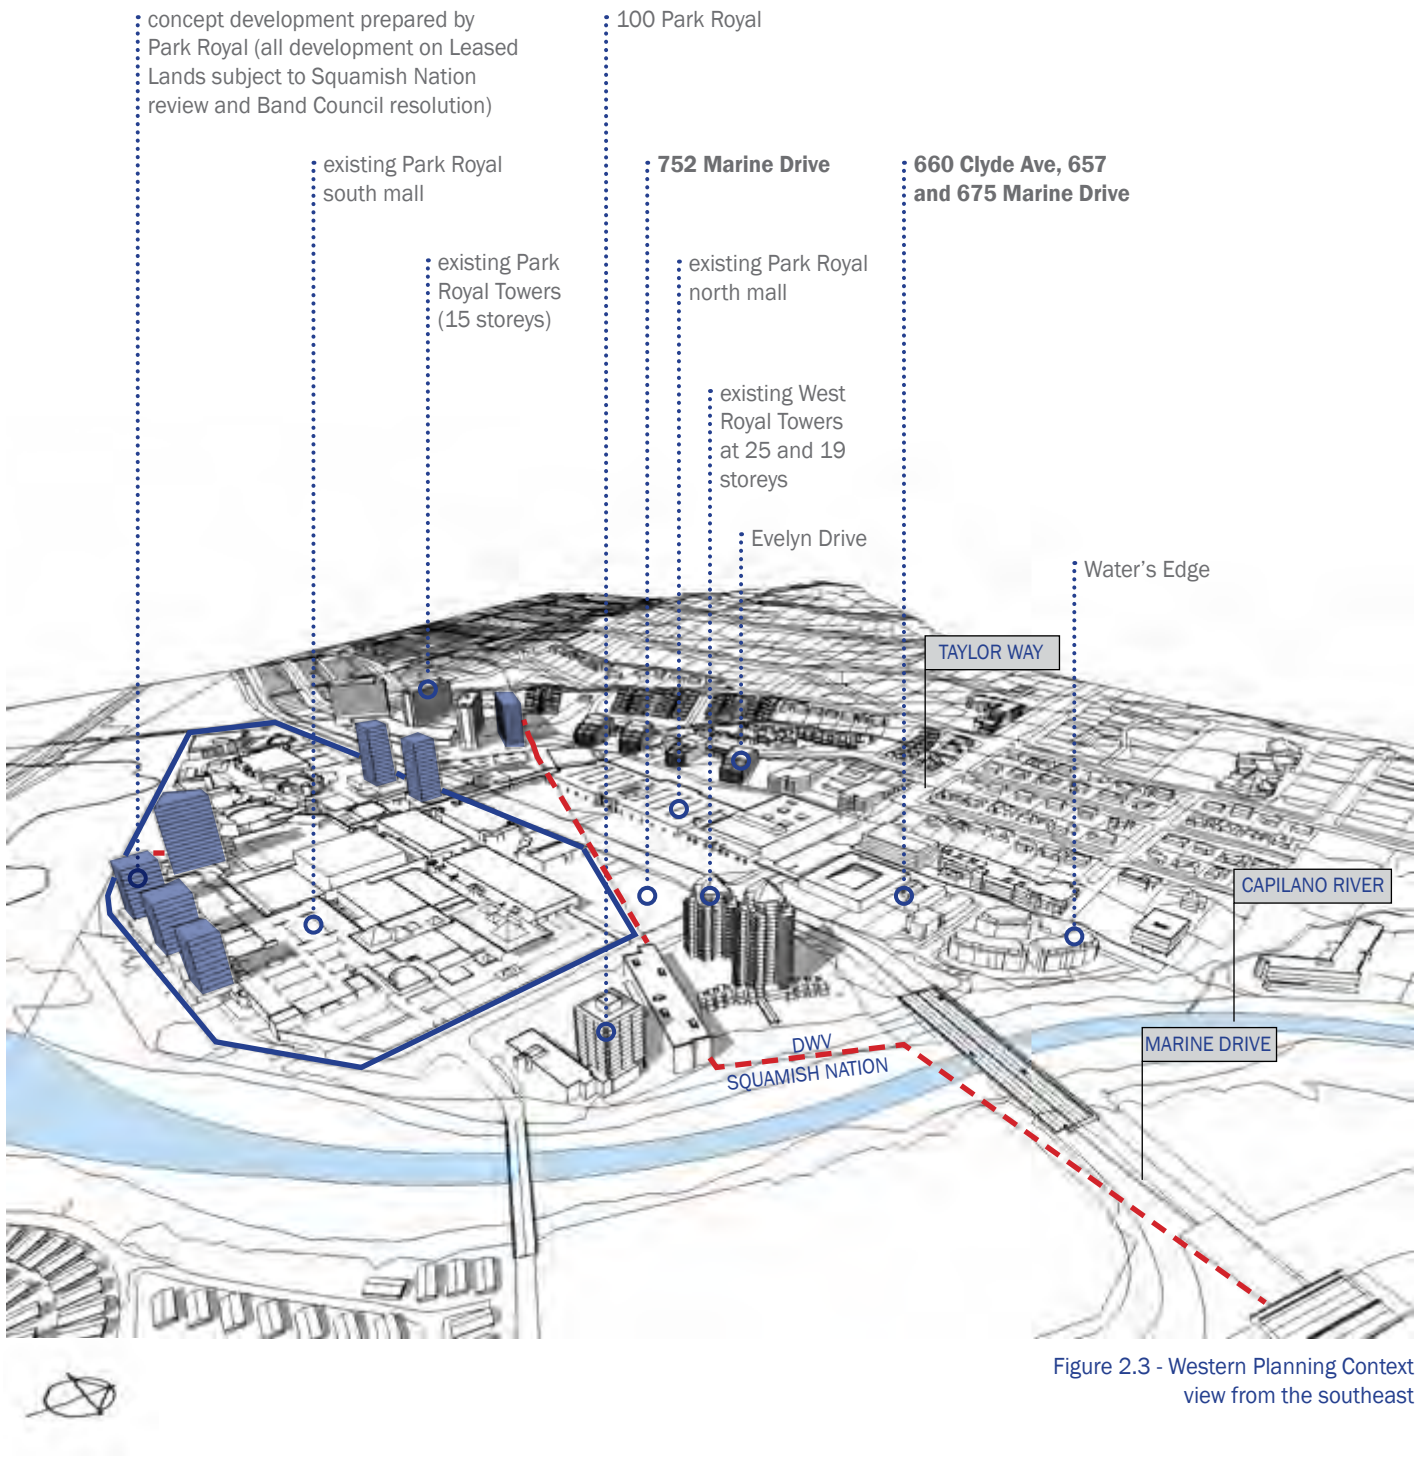 concept development prepared by
Park Royal (all development on Leased
Lands subject to Squamish Nation
review and Band Council resolution)
100 Park Royal
existing Park Royal
south mall
752 Marine Drive
660 Clyde Ave, 657
and 675 Marine Drive
existing Park
Royal Towers
(15 storeys)
existing Park Royal
north mall
existing West
Royal Towers
at 25 and 19
storeys
Evelyn Drive
Water's Edge
TAYLOR WAY
CAPILANO RIVER
MARINE DRIVE
DWV
SQUAMISH NATION
Figure 2.3 - Western Planning Context
view from the southeast